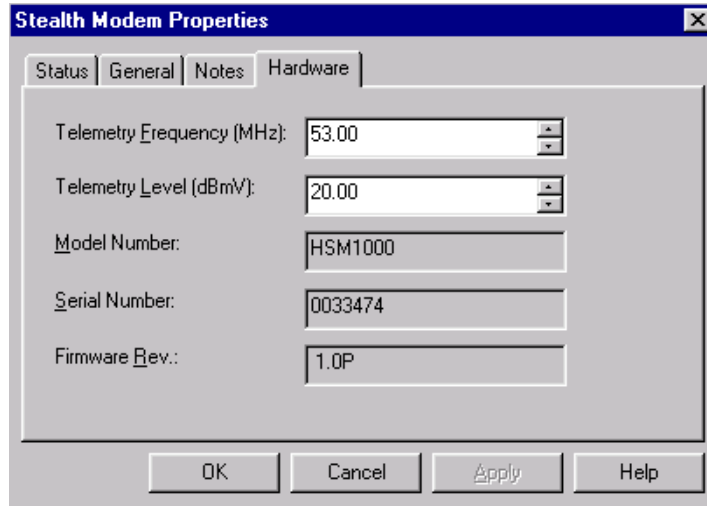 Stealth Modem Properties
Status General Notes Hardware
Telemetry Frequency (MHz): 53.00
Telemetry Level (dBmV): 20.00
Model Number: HSM1000
Serial Number: 0033474
Firmware Rev.: 1.0P
OK Cancel Apply Help